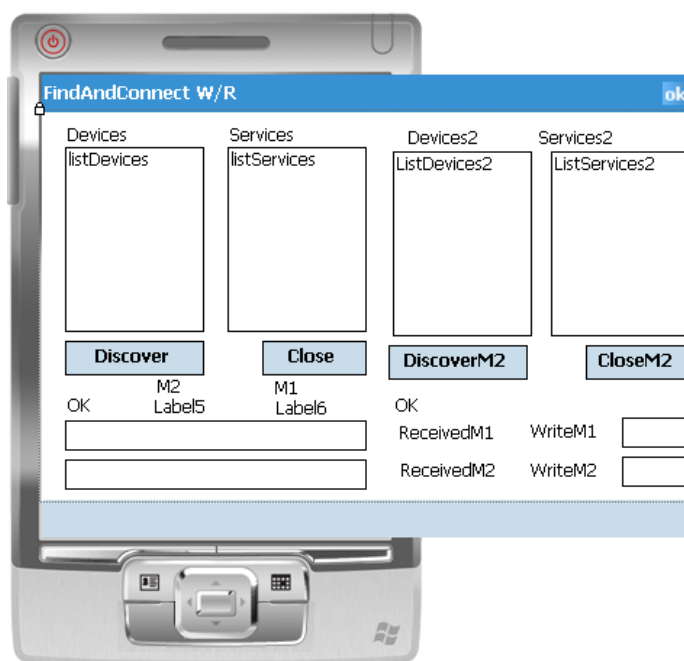 FindAndConnect W/R ok
Devices Services Devices2 Services2
listDevices listServices ListDevices2 ListServices2
Discover Close DiscoverM2 CloseM2
M2 M1
OK Label5 Label6 OK
ReceivedM1 WriteM1
ReceivedM2 WriteM2